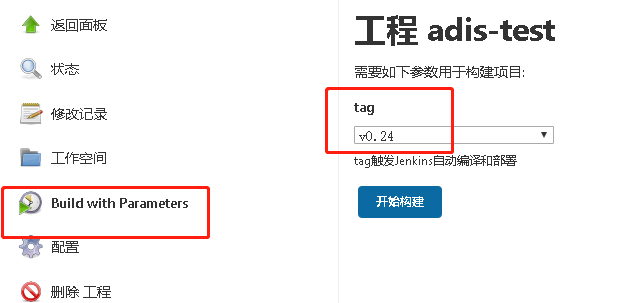 返回面板
状态
修改记录
工作空间
Build with Parameters
配置
删除 工程
工程 adis-test
需要如下参数用于构建项目:
tag
v0.24
tag触发Jenkins自动编译和部署
开始构建